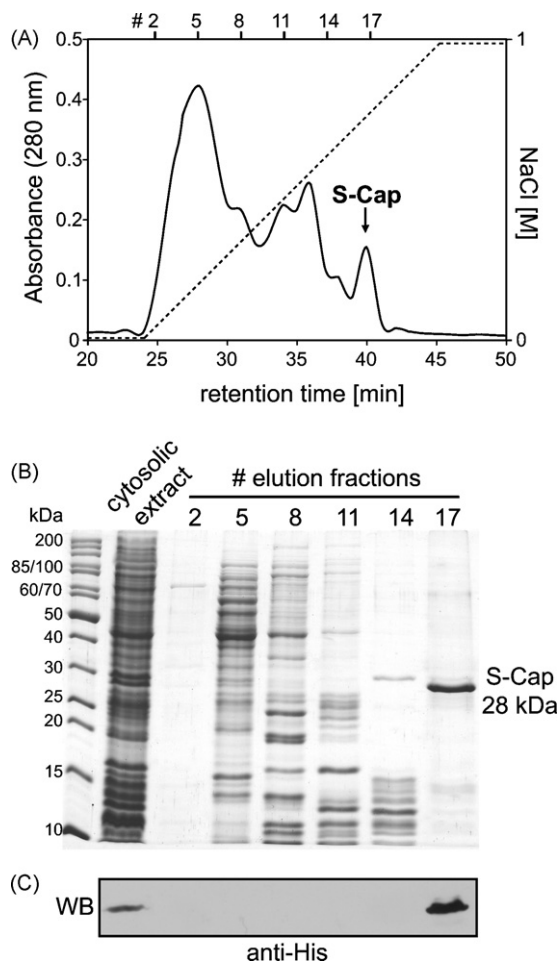 # 2 5 8 11 14 17
(A)
0.5
0.4
0.3
0.2
0.1
0
Absorbance (280 nm)
1
0
NaCl [M]
S-Cap
20 25 30 35 40 45 50
retention time [min]
(B)
cytosolic
extract
# elution fractions
kDa
2 5 8 11 14 17
200
85/100
60/70
50
40
30
25
20
15
10
S-Cap
28 kDa
(C)
WB
anti-His